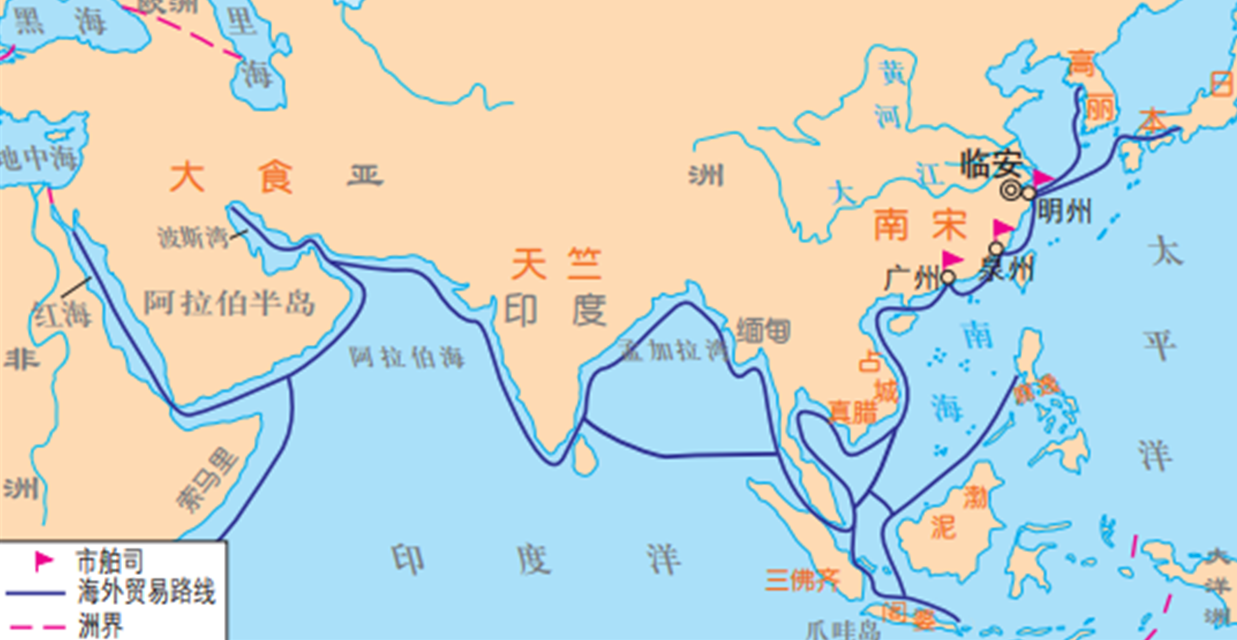 欧洲
黑海
里海
地中海
大食
亚洲
波斯湾
红海
阿拉伯半岛
阿拉伯海
非洲
索马里
天竺
印度
孟加拉湾
缅甸
黄河
大江
高丽
日本
临安
明州
南宋
泉州
广州
南海
太平洋
占城
真腊
渤泥
三佛齐
阇婆
爪哇岛
印度洋
大洋洲
市舶司
海外贸易路线
洲界